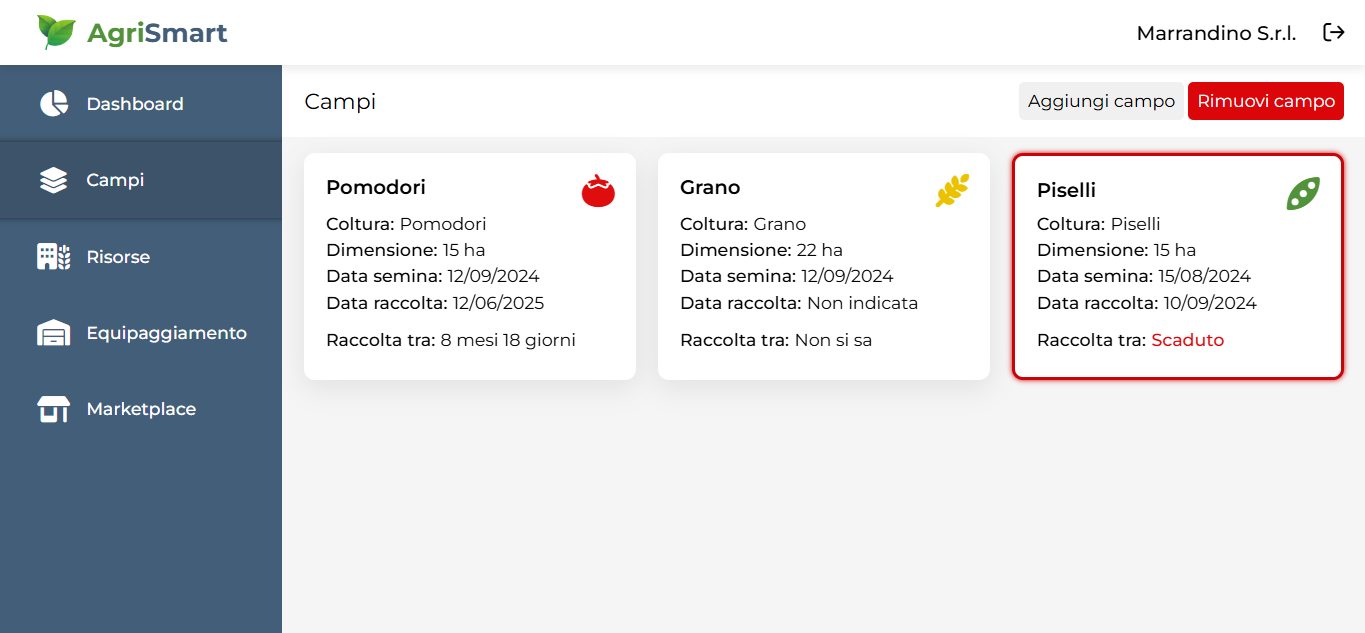 AgriSmart
Marrandino S.r.l.
Dashboard
Campi
Risorse
Equipaggiamento
Marketplace
Campi
Aggiungi campo
Rimuovi campo
Pomodori
Coltura: Pomodori
Dimensione: 15 ha
Data semina: 12/09/2024
Data raccolta: 12/06/2025
Raccolta tra: 8 mesi 18 giorni
Grano
Coltura: Grano
Dimensione: 22 ha
Data semina: 12/09/2024
Data raccolta: Non indicata
Raccolta tra: Non si sa
Piselli
Coltura: Piselli
Dimensione: 15 ha
Data semina: 15/08/2024
Data raccolta: 10/09/2024
Raccolta tra: Scaduto